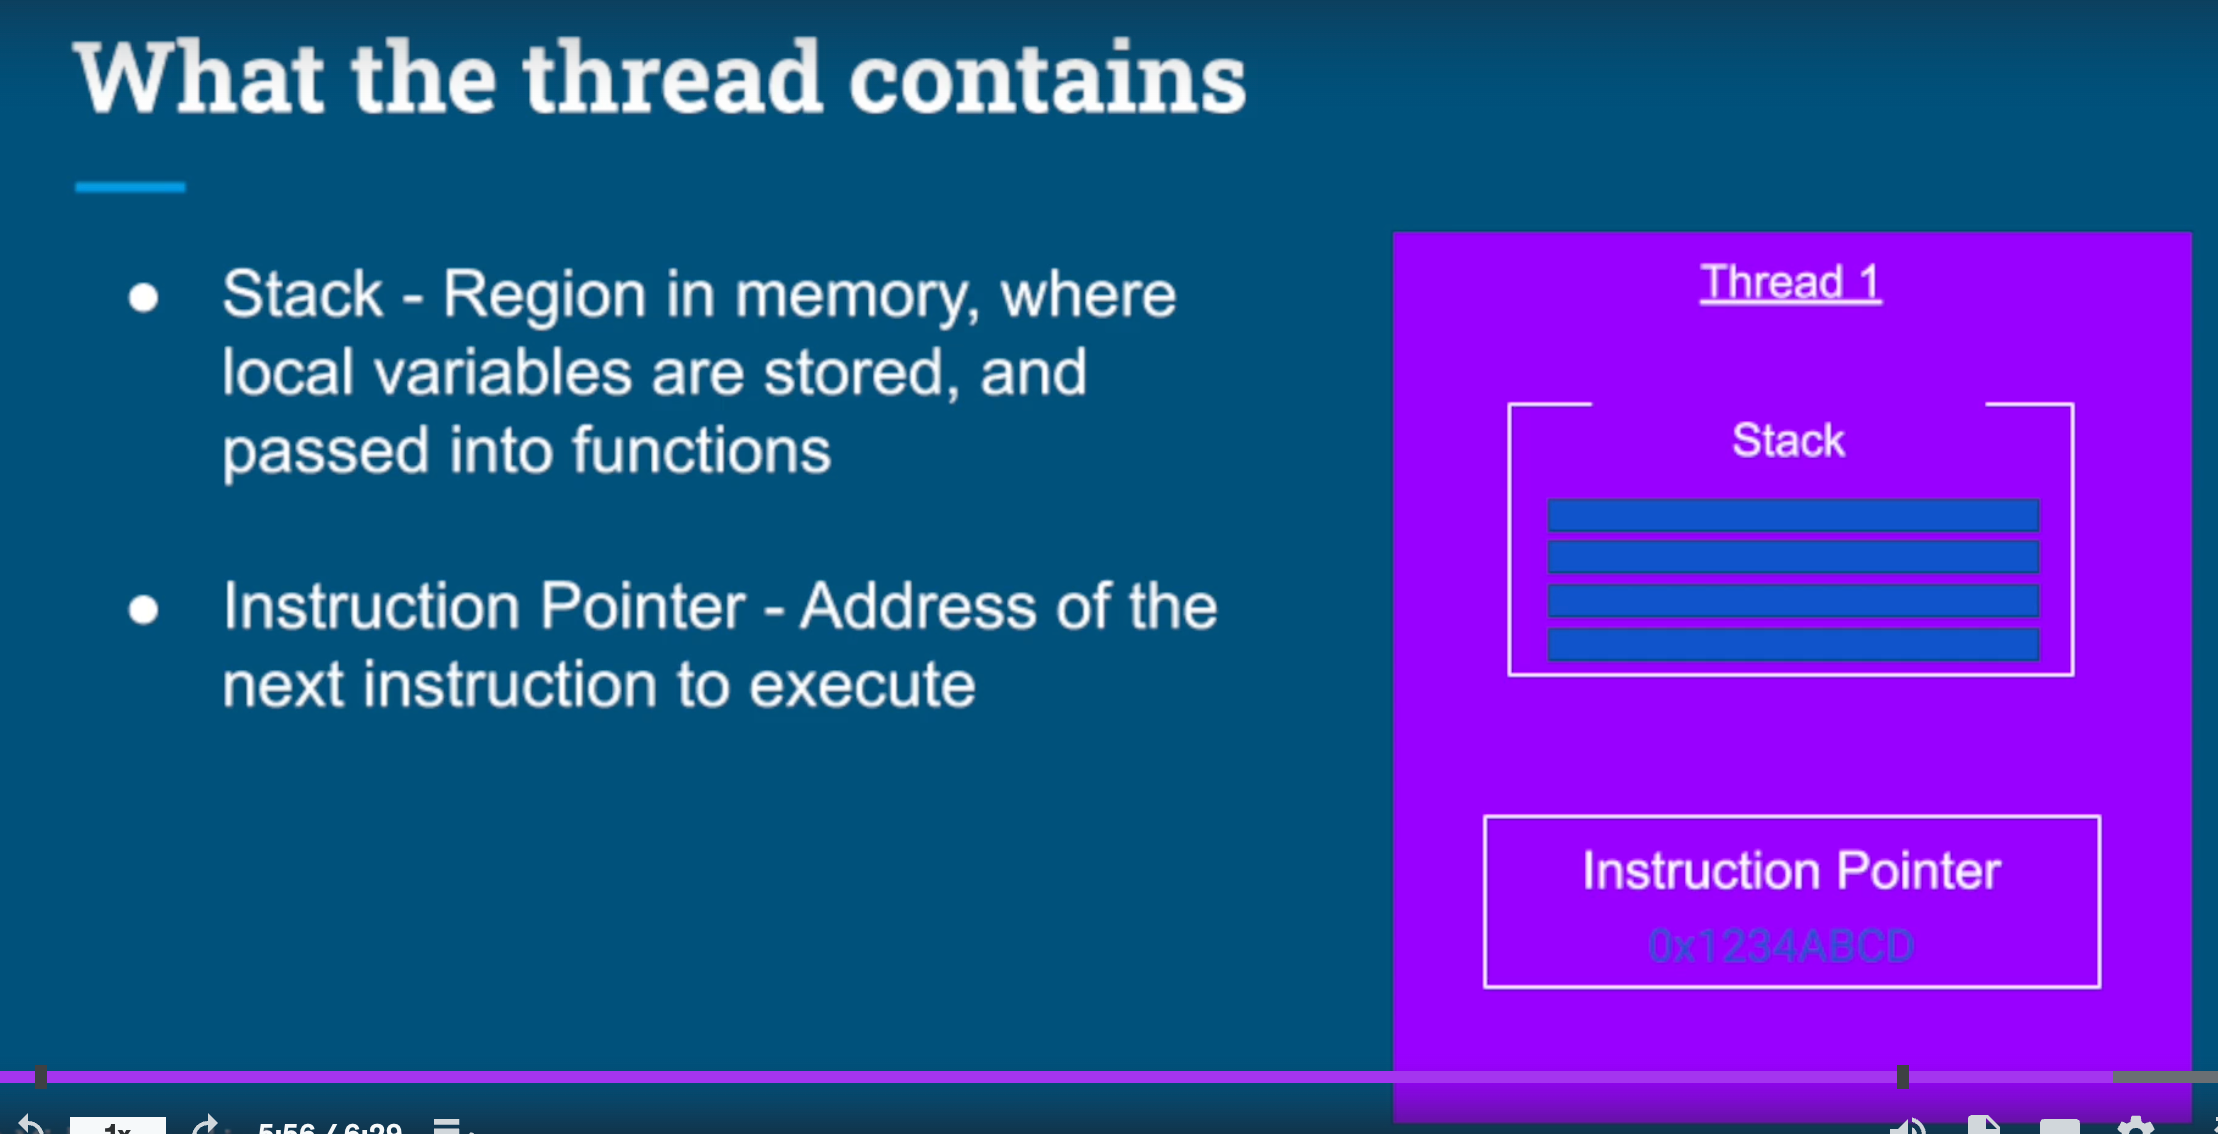 What the thread contains
● Stack - Region in memory, where
local variables are stored, and
passed into functions
● Instruction Pointer - Address of the
next instruction to execute
Thread 1
Stack
Instruction Pointer
0x1234ABCD
1x
5:56 / 6:29